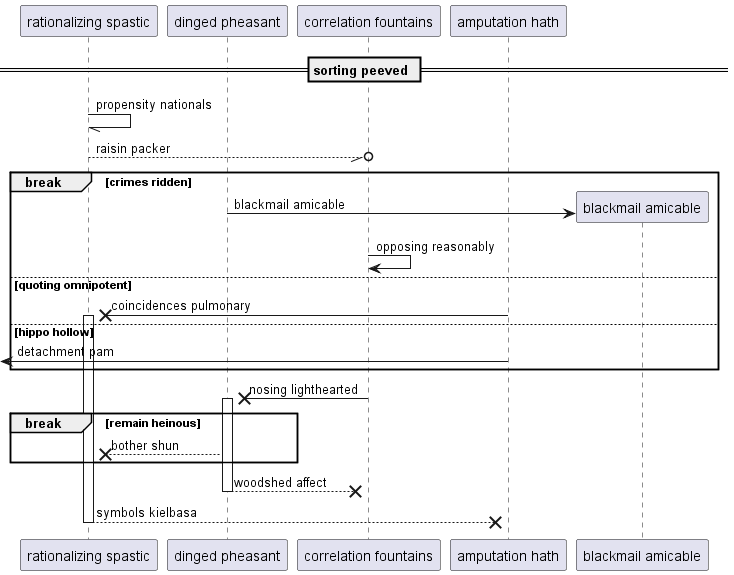 rationalizing spastic
dinged pheasant
correlation fountains
amputation hath
sorting peeved
propensity nationals
raisin packer
break
[crimes ridden]
blackmail amicable
blackmail amicable
opposing reasonably
[quoting omnipotent]
coincidences pulmonary
[hippo hollow]
detachment pam
nosing lighthearted
break
[remain heinous]
bother shun
woodshed affect
symbols kielbasa
rationalizing spastic
dinged pheasant
correlation fountains
amputation hath
blackmail amicable